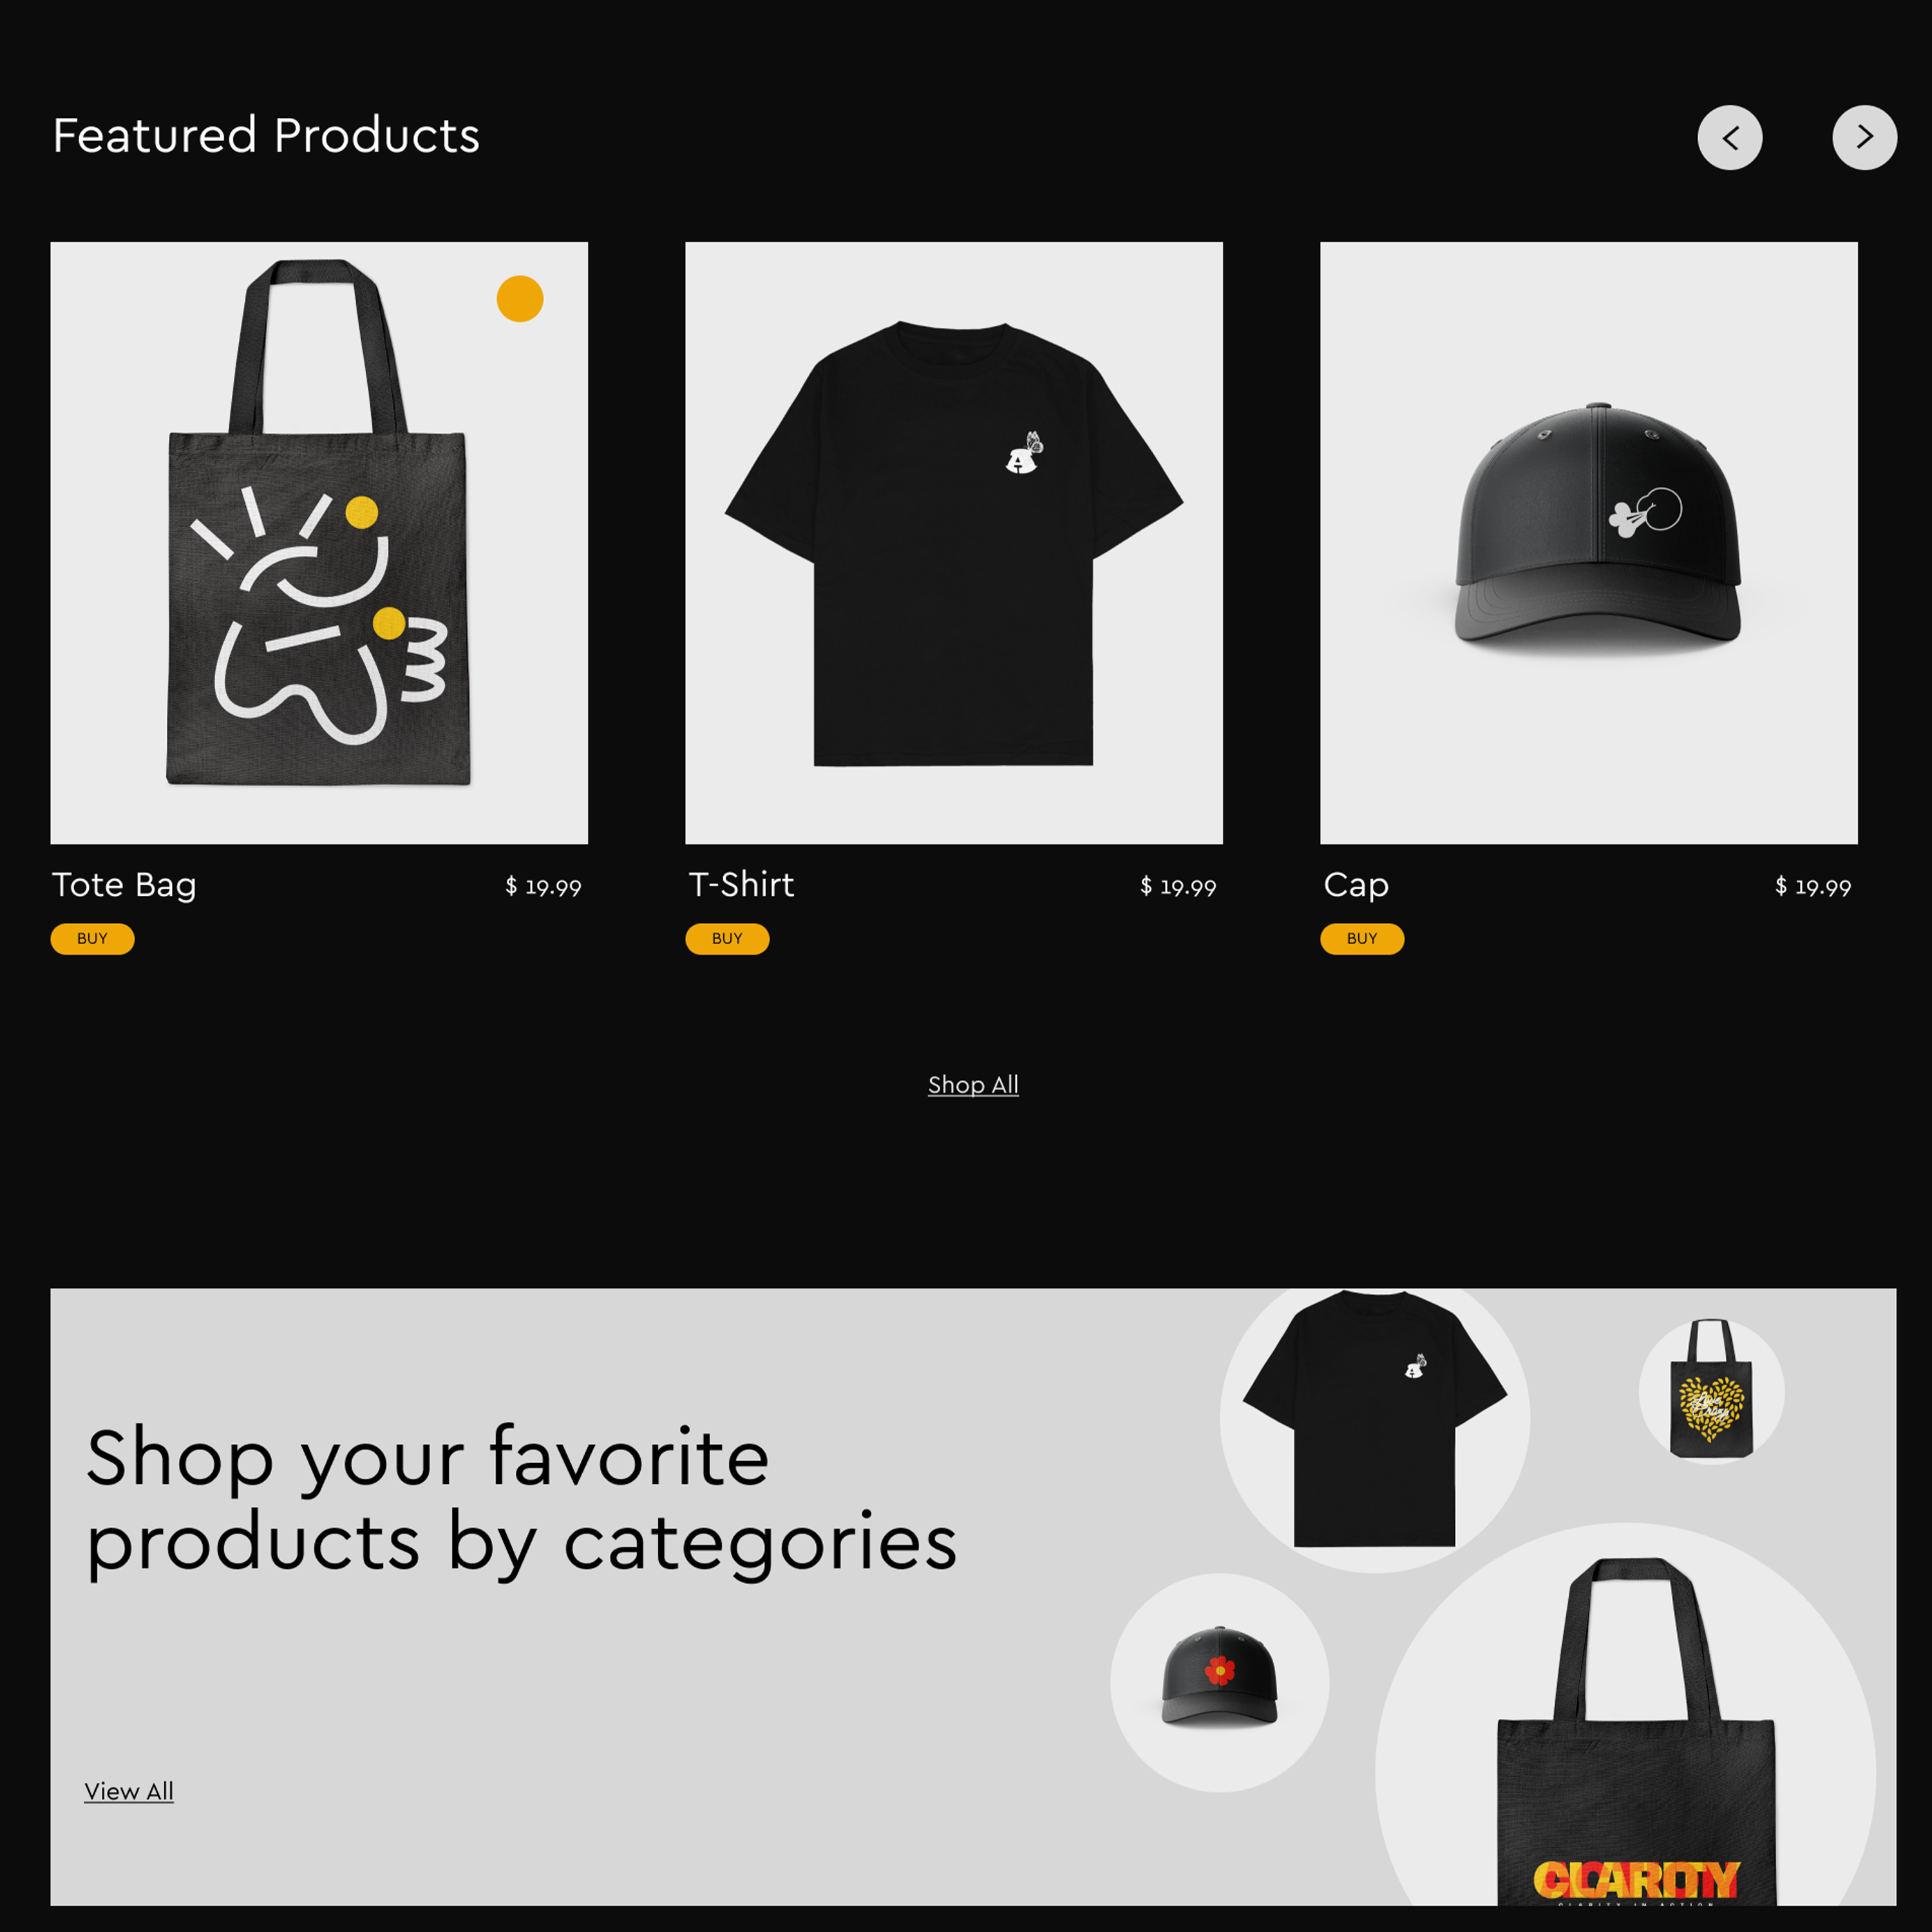 Featured Products
Tote Bag
$ 19.99
BUY
T-Shirt
$ 19.99
BUY
Cap
$ 19.99
BUY
Shop All
Shop your favorite
products by categories
View All
A
A